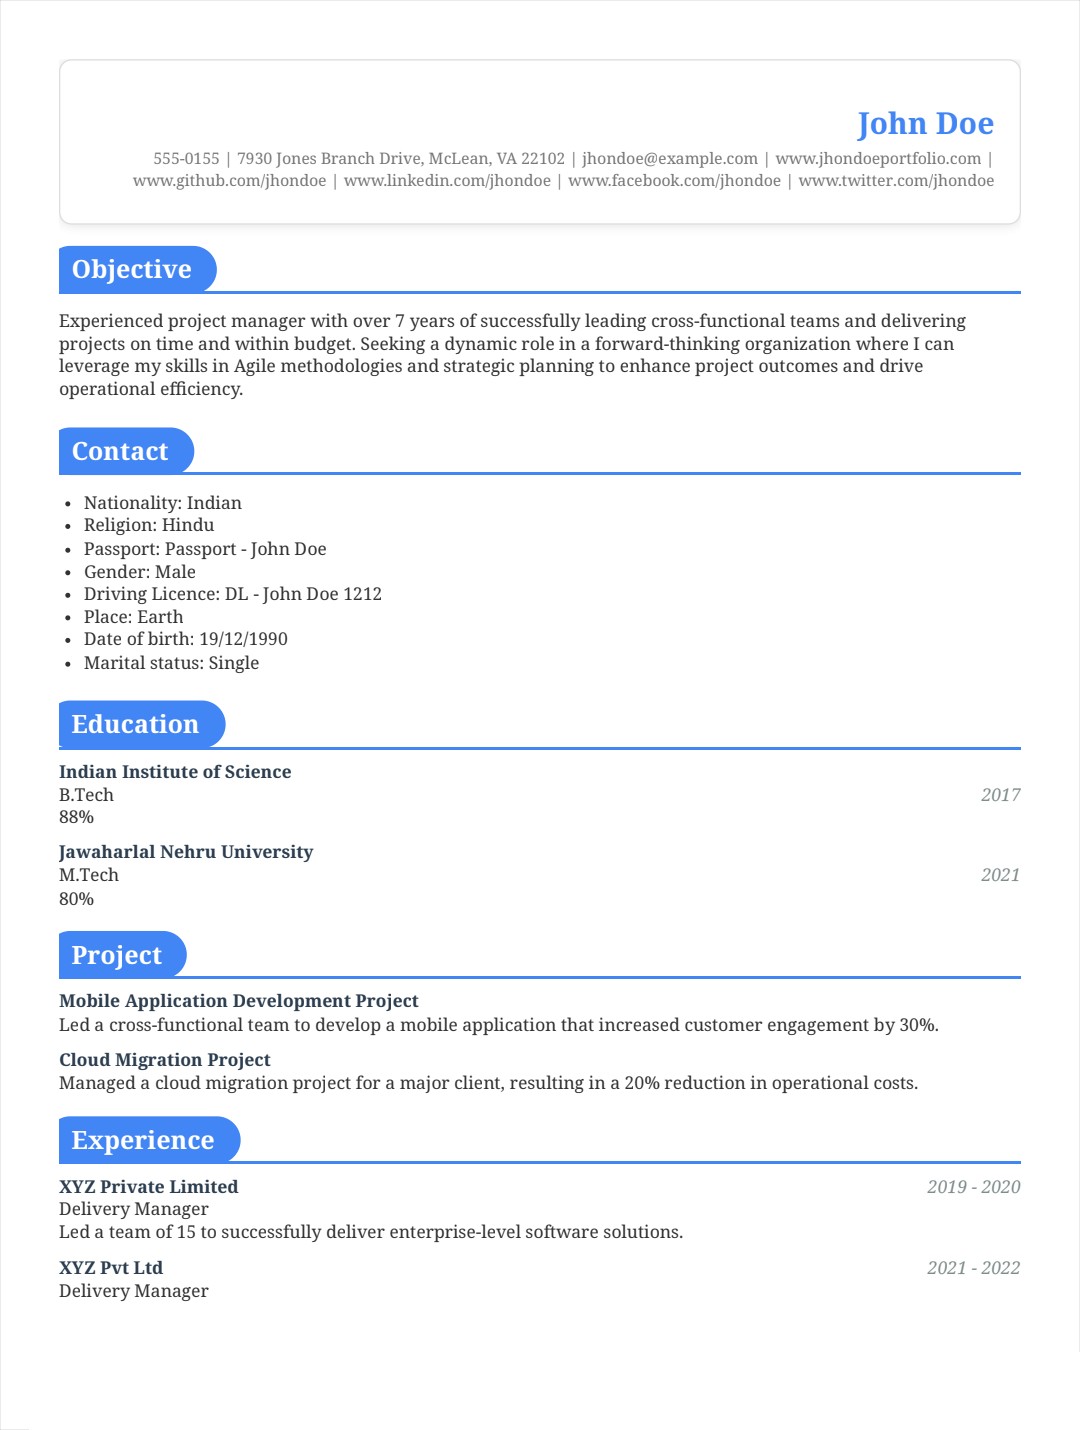 John Doe
555-0155 | 7930 Jones Branch Drive, McLean, VA 22102 | jhondoe@example.com | www.jhondoeportfolio.com |
www.github.com/jhondoe | www.linkedin.com/jhondoe | www.facebook.com/jhondoe | www.twitter.com/jhondoe
Objective
Experienced project manager with over 7 years of successfully leading cross-functional teams and delivering
projects on time and within budget. Seeking a dynamic role in a forward-thinking organization where I can
leverage my skills in Agile methodologies and strategic planning to enhance project outcomes and drive
operational efficiency.
Contact
• Nationality: Indian
• Religion: Hindu
• Passport: Passport - John Doe
• Gender: Male
• Driving Licence: DL - John Doe 1212
• Place: Earth
• Date of birth: 19/12/1990
• Marital status: Single
Education
Indian Institute of Science
B.Tech 2017
88%
Jawaharlal Nehru University
M.Tech 2021
80%
Project
Mobile Application Development Project
Led a cross-functional team to develop a mobile application that increased customer engagement by 30%.
Cloud Migration Project
Managed a cloud migration project for a major client, resulting in a 20% reduction in operational costs.
Experience
XYZ Private Limited 2019 - 2020
Delivery Manager
Led a team of 15 to successfully deliver enterprise-level software solutions.
XYZ Pvt Ltd 2021 - 2022
Delivery Manager